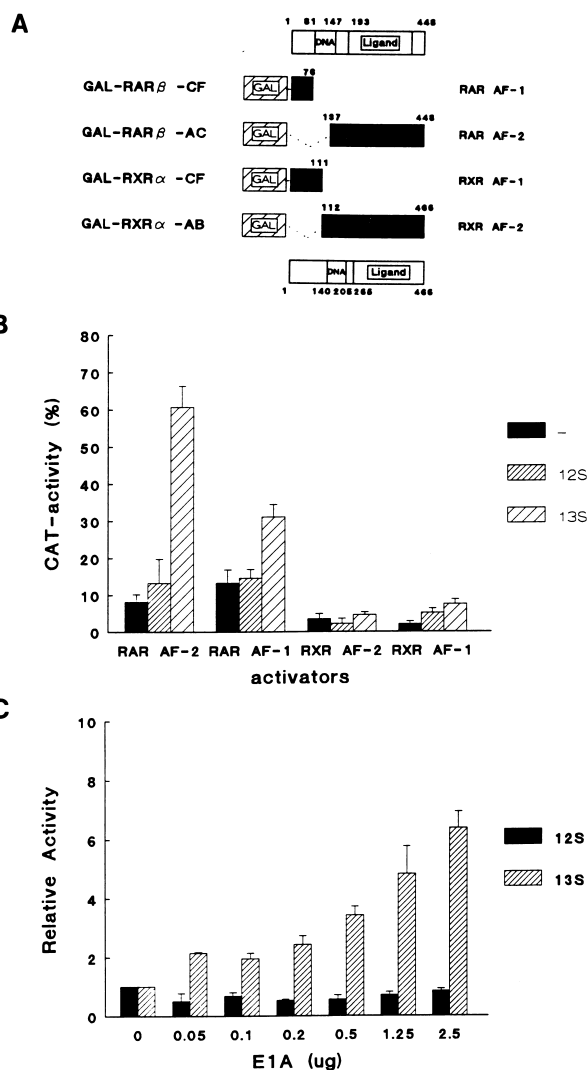 A
1 81 147 193 448
DNA Ligand
76
GAL-RARβ -CF GAL RAR AF-1
187 448
GAL-RARβ -AC GAL RAR AF-2
111
GAL-RXRα -CF GAL RXR AF-1
112 466
GAL-RXRα -AB GAL RXR AF-2
DNA Ligand
1 140 205 265 465
B
80
70
60
50
40
30
20
10
0
CAT-activity (%)
–
12S
13S
RAR AF-2 RAR AF-1 RXR AF-2 RXR AF-1
activators
C
10
8
6
4
2
0
Relative Activity
12S
13S
0 0.05 0.1 0.2 0.5 1.25 2.5
E1A (ug)